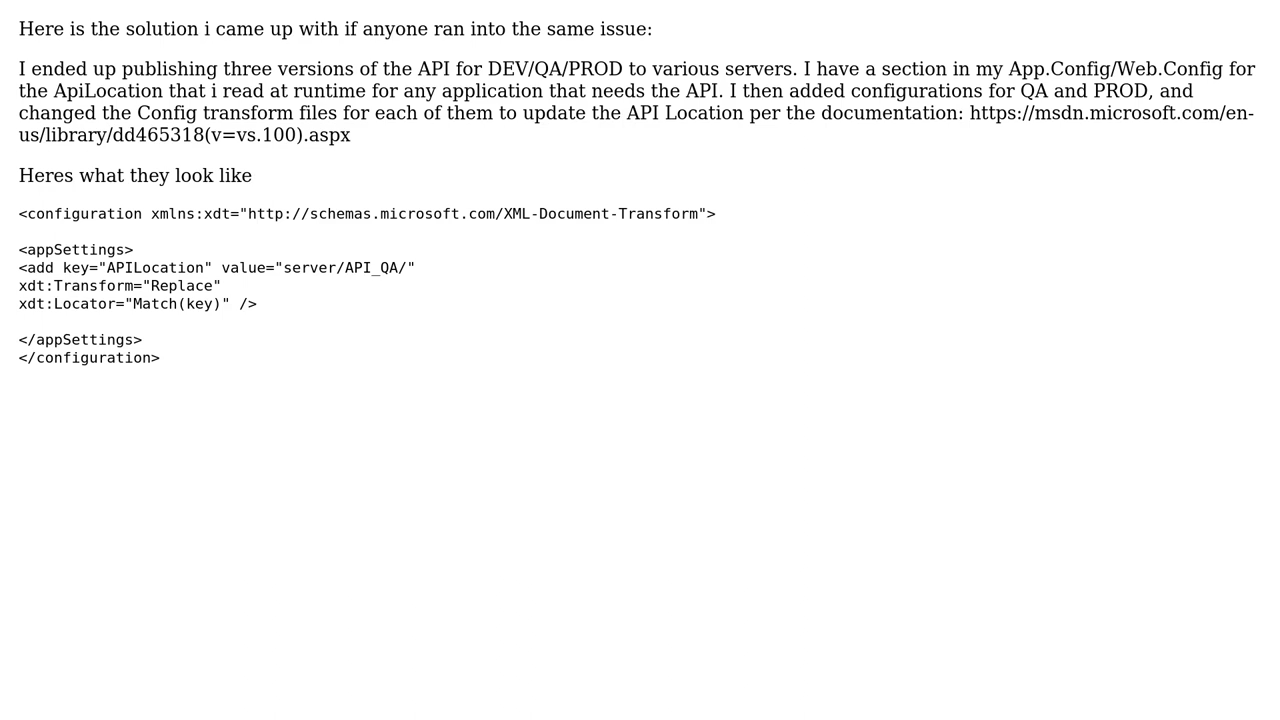 Here is the solution i came up with if anyone ran into the same issue:
I ended up publishing three versions of the API for DEV/QA/PROD to various servers. I have a section in my App.Config/Web.Config for
the ApiLocation that i read at runtime for any application that needs the API. I then added configurations for QA and PROD, and
changed the Config transform files for each of them to update the API Location per the documentation: https://msdn.microsoft.com/en-
us/library/dd465318(v=vs.100).aspx
Heres what they look like
<configuration xmlns:xdt="http://schemas.microsoft.com/XML-Document-Transform">
<appSettings>
<add key="APILocation" value="server/API_QA/"
xdt:Transform="Replace"
xdt:Locator="Match(key)" />
</appSettings>
</configuration>